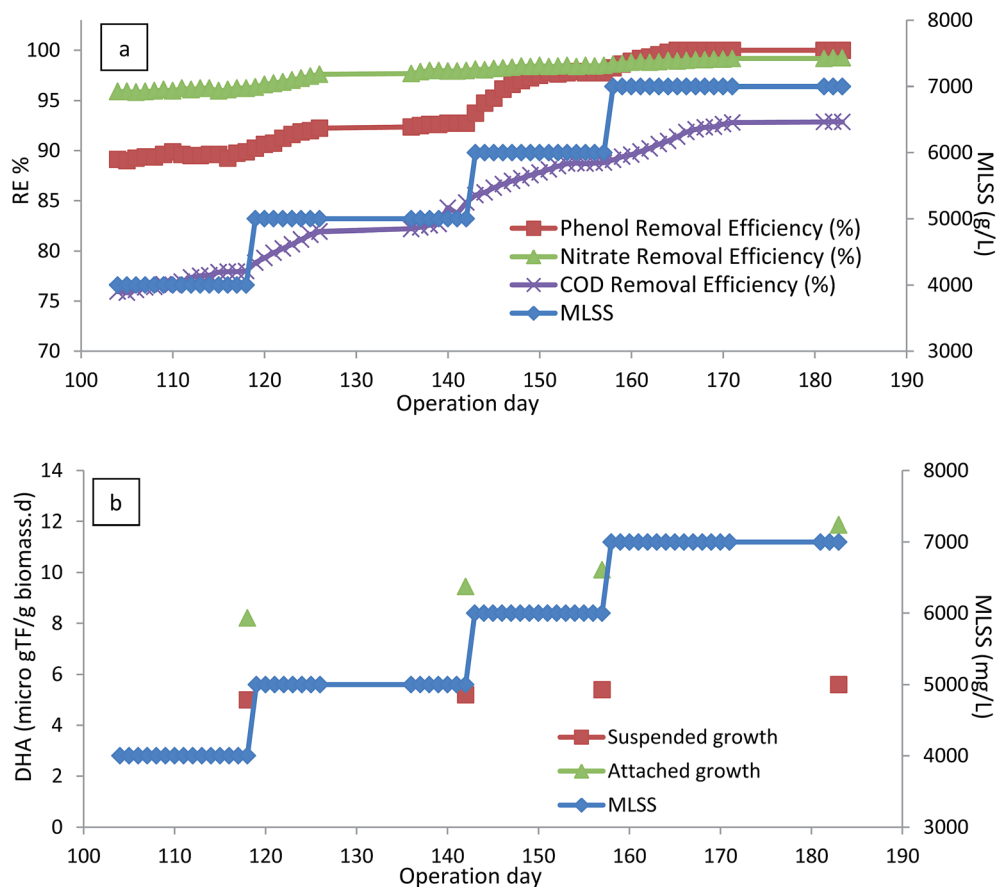 a
100
95
90
85
80
75
70
RE %
8000
7000
6000
5000
4000
3000
MLSS (g/L)
Phenol Removal Efficiency (%)
Nitrate Removal Efficiency (%)
COD Removal Efficiency (%)
MLSS
100 110 120 130 140 150 160 170 180 190
Operation day
b
14
12
10
8
6
4
2
0
DHA (micro gTF/g biomass.d)
8000
7000
6000
5000
4000
3000
MLSS (mg/L)
Suspended growth
Attached growth
MLSS
100 110 120 130 140 150 160 170 180 190
Operation day